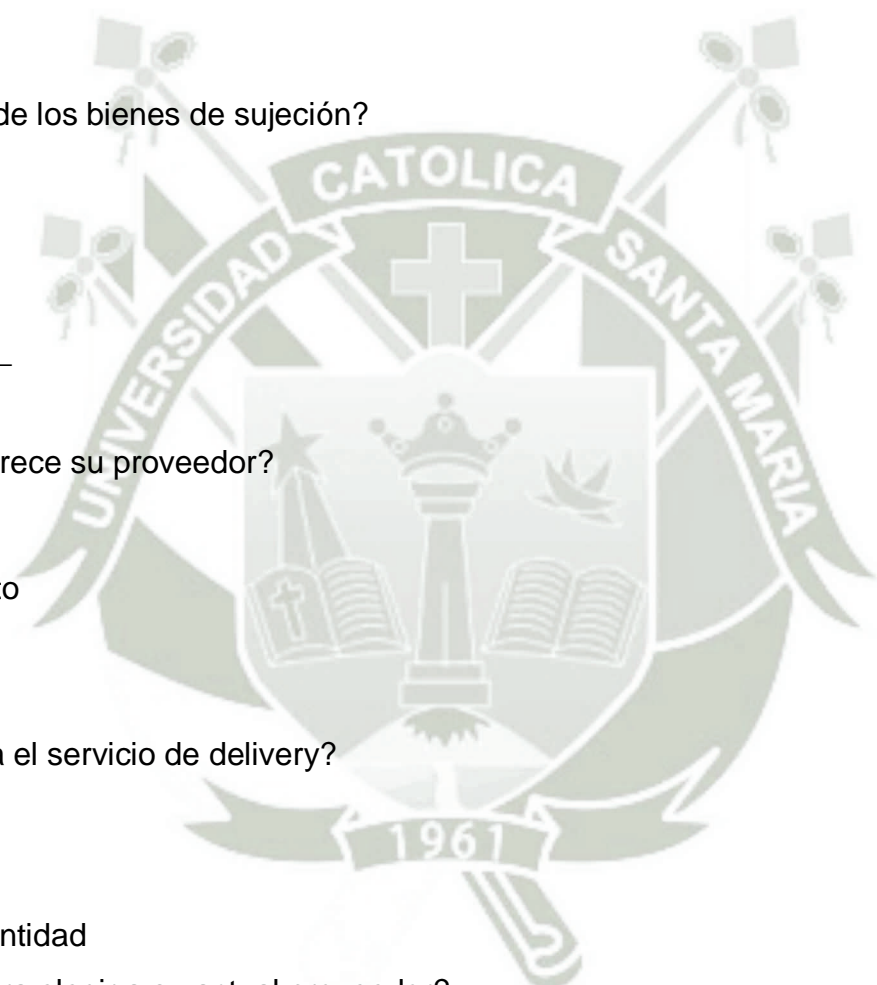 de los bienes de sujeción?
CATOLICA
UNIVERSIDAD
SANTA MARIA
rece su proveedor?
to
a el servicio de delivery?
1961
ntidad